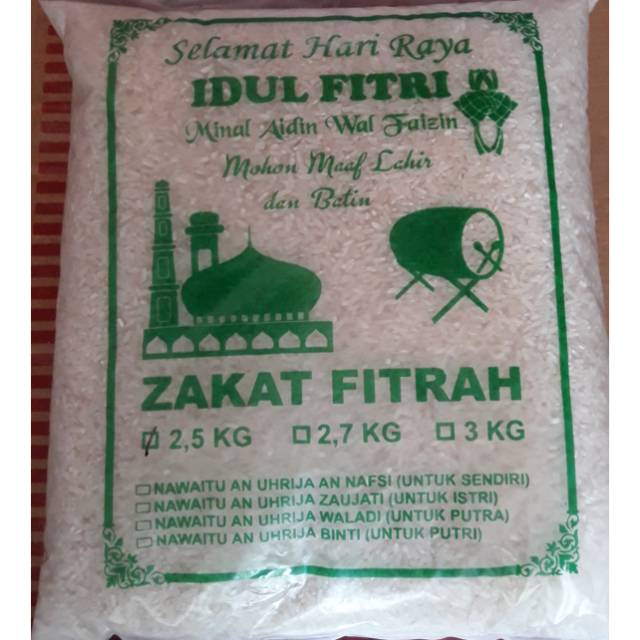 Selamat Hari Raya
IDUL FITRI
Minal Aidin Wal Faizin
Mohon Maaf Lahir
dan Batin
ZAKAT FITRAH
2,5 KG 2,7 KG 3 KG
NAWAITU AN UHRIJA AN NAFSI (UNTUK SENDIRI)
NAWAITU AN UHRIJA ZAUJATI (UNTUK ISTRI)
NAWAITU AN UHRIJA WALADI (UNTUK PUTRA)
NAWAITU AN UHRIJA BINTI (UNTUK PUTRI)